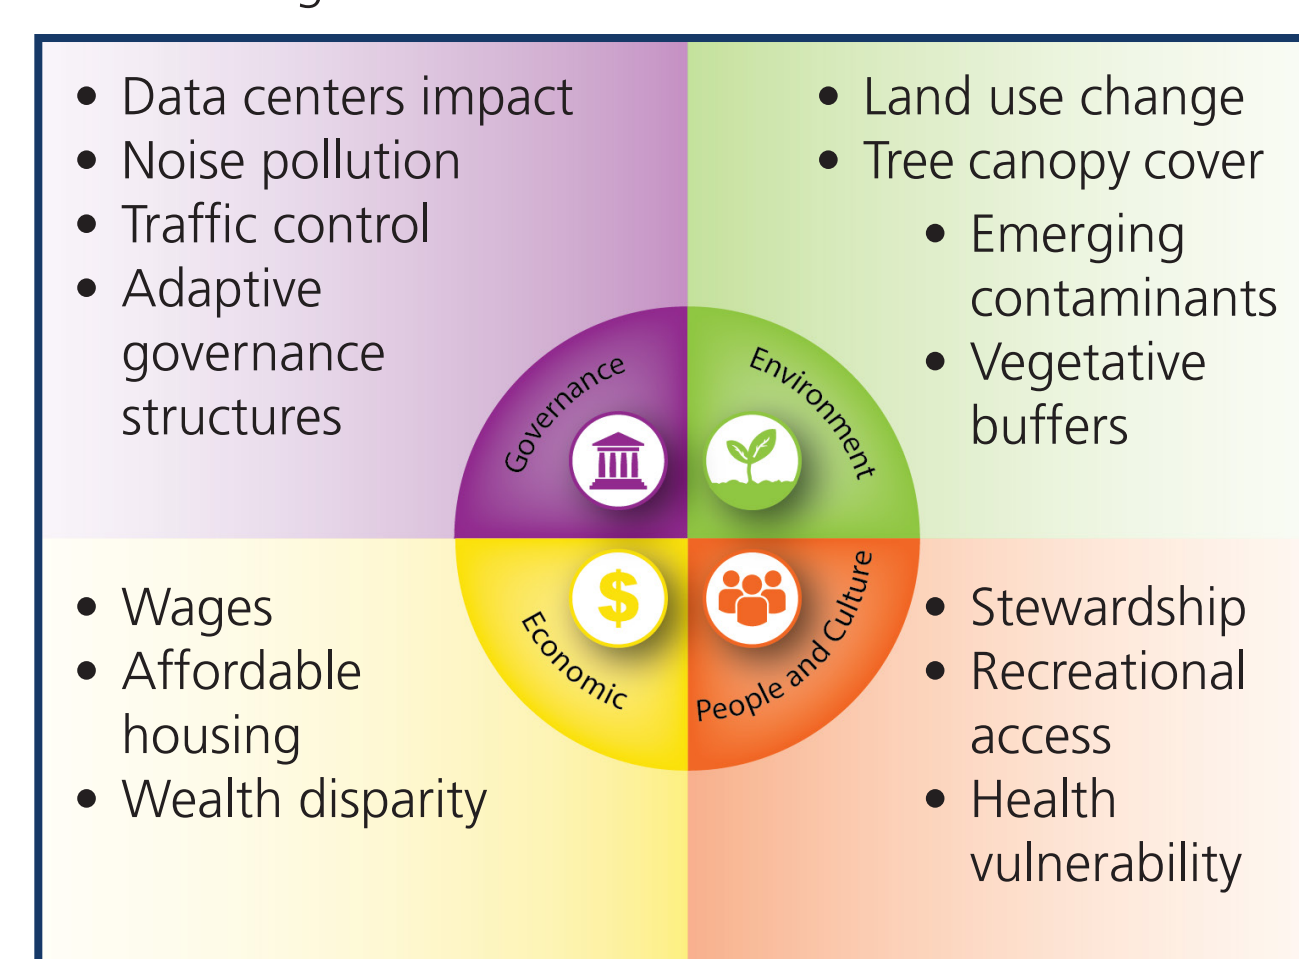 • Data centers impact
• Noise pollution
• Traffic control
• Adaptive
governance
structures
• Land use change
• Tree canopy cover
• Emerging
contaminants
• Vegetative
buffers
Governance
Environment
Economic
People and Culture
$
• Wages
• Affordable
housing
• Wealth disparity
• Stewardship
• Recreational
access
• Health
vulnerability